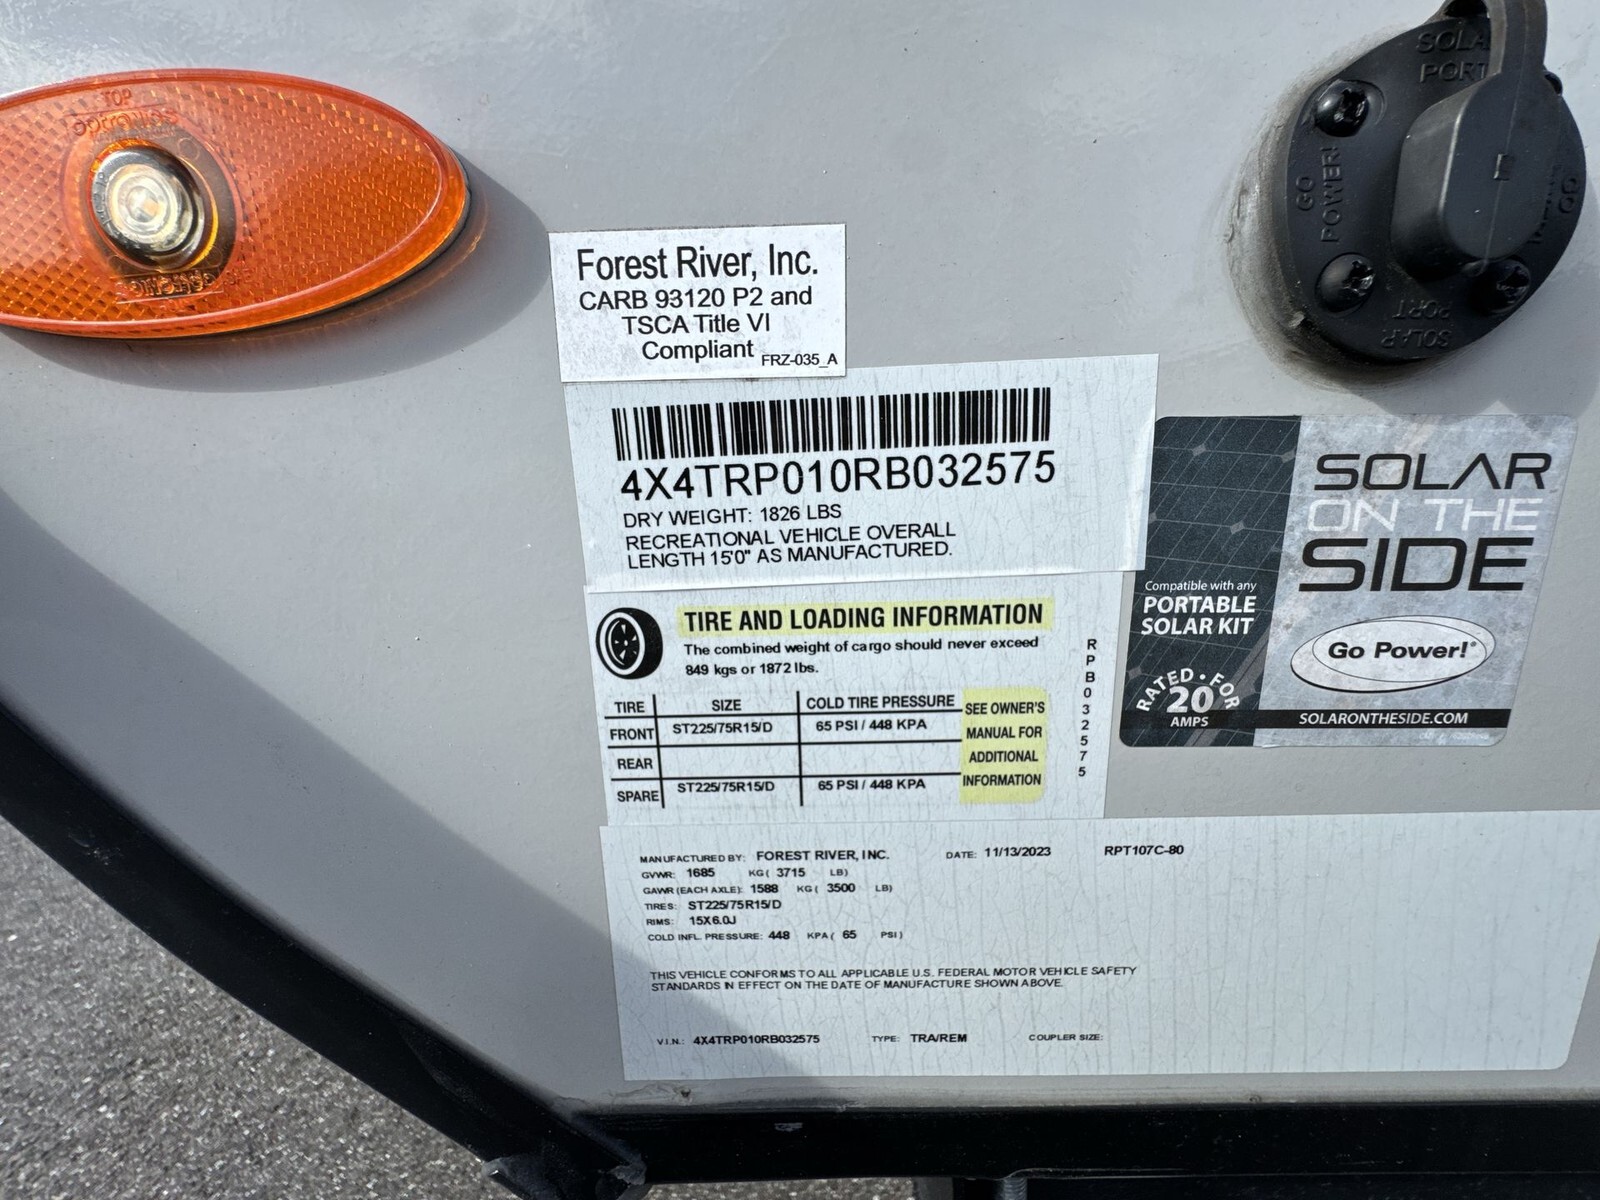 TOP
SOLAR
PORT
GO
POWER!
GO
SOLAR
PORT
Forest River, Inc.
CARB 93120 P2 and
TSCA Title VI
Compliant FRZ-035_A
4X4TRP010RB032575
DRY WEIGHT: 1826 LBS
RECREATIONAL VEHICLE OVERALL
LENGTH 15'0" AS MANUFACTURED.
TIRE AND LOADING INFORMATION
The combined weight of cargo should never exceed
849 kgs or 1872 lbs.
TIRE SIZE COLD TIRE PRESSURE
FRONT ST225/75R15/D 65 PSI / 448 KPA
REAR
SPARE ST225/75R15/D 65 PSI / 448 KPA
SEE OWNER'S
MANUAL FOR
ADDITIONAL
INFORMATION
RPB032575
SOLAR
ON THE
SIDE
Compatible with any
PORTABLE
SOLAR KIT
RATED • FOR
20
AMPS
Go Power!®
SOLARONTHESIDE.COM
MANUFACTURED BY: FOREST RIVER, INC. DATE: 11/13/2023 RPT107C-80
GVWR: 1685 KG( 3715 LB)
GAWR (EACH AXLE): 1588 KG( 3500 LB)
TIRES: ST225/75R15/D
RIMS: 15X6.0J
COLD INFL. PRESSURE: 448 KPA( 65 PSI)
THIS VEHICLE CONFORMS TO ALL APPLICABLE U.S. FEDERAL MOTOR VEHICLE SAFETY
STANDARDS IN EFFECT ON THE DATE OF MANUFACTURE SHOWN ABOVE.
V.I.N.: 4X4TRP010RB032575 TYPE: TRA/REM COUPLER SIZE: